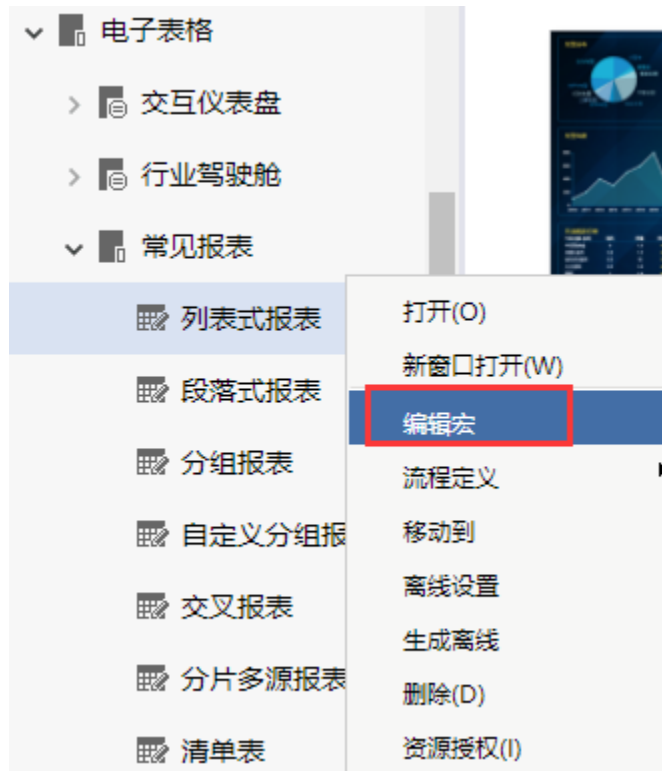 电子表格
交互仪表盘
行业驾驶舱
常见报表
列表式报表
段落式报表
分组报表
自定义分组报
交叉报表
分片多源报表
清单表
打开(O)
新窗口打开(W)
编辑宏
流程定义
移动到
离线设置
生成离线
删除(D)
资源授权(I)